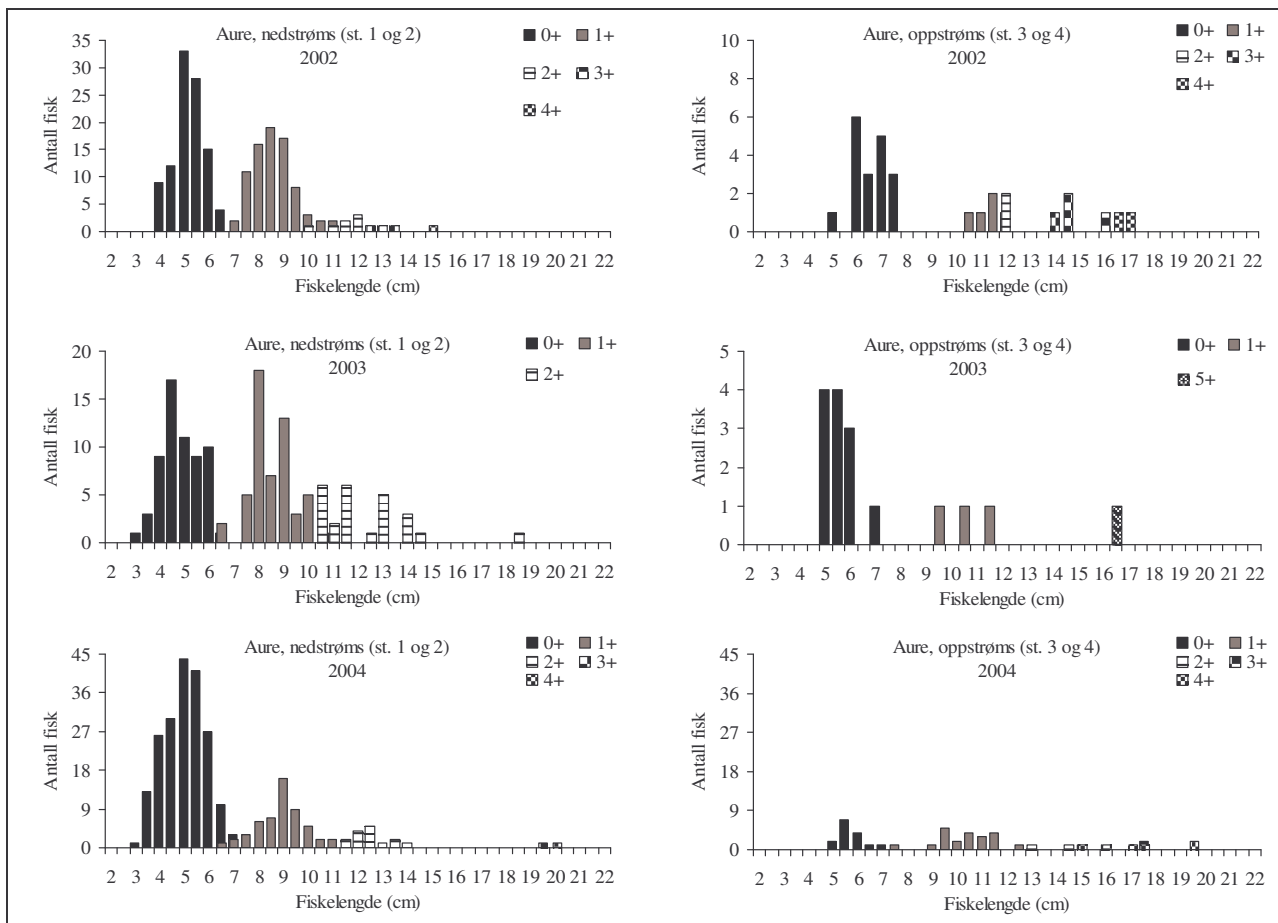 Aure, nedstrøms (st. 1 og 2)
2002
0+ 1+
2+ 3+
4+
Antall fisk
35
30
25
20
15
10
5
0
2 3 4 5 6 7 8 9 10 11 12 13 14 15 16 17 18 19 20 21 22
Fiskelengde (cm)
Aure, oppstrøms (st. 3 og 4)
2002
0+ 1+
2+ 3+
4+
Antall fisk
10
8
6
4
2
0
2 3 4 5 6 7 8 9 10 11 12 13 14 15 16 17 18 19 20 21 22
Fiskelengde (cm)
Aure, nedstrøms (st. 1 og 2)
2003
0+ 1+
2+
Antall fisk
20
15
10
5
0
2 3 4 5 6 7 8 9 10 11 12 13 14 15 16 17 18 19 20 21 22
Fiskelengde (cm)
Aure, oppstrøms (st. 3 og 4)
2003
0+ 1+
5+
Antall fisk
5
4
3
2
1
0
2 3 4 5 6 7 8 9 10 11 12 13 14 15 16 17 18 19 20 21 22
Fiskelengde (cm)
Aure, nedstrøms (st. 1 og 2)
2004
0+ 1+
2+ 3+
4+
Antall fisk
45
36
27
18
9
0
2 3 4 5 6 7 8 9 10 11 12 13 14 15 16 17 18 19 20 21 22
Fiskelengde (cm)
Aure, oppstrøms (st. 3 og 4)
2004
0+ 1+
2+ 3+
4+
Antall fisk
45
36
27
18
9
0
2 3 4 5 6 7 8 9 10 11 12 13 14 15 16 17 18 19 20 21 22
Fiskelengde (cm)